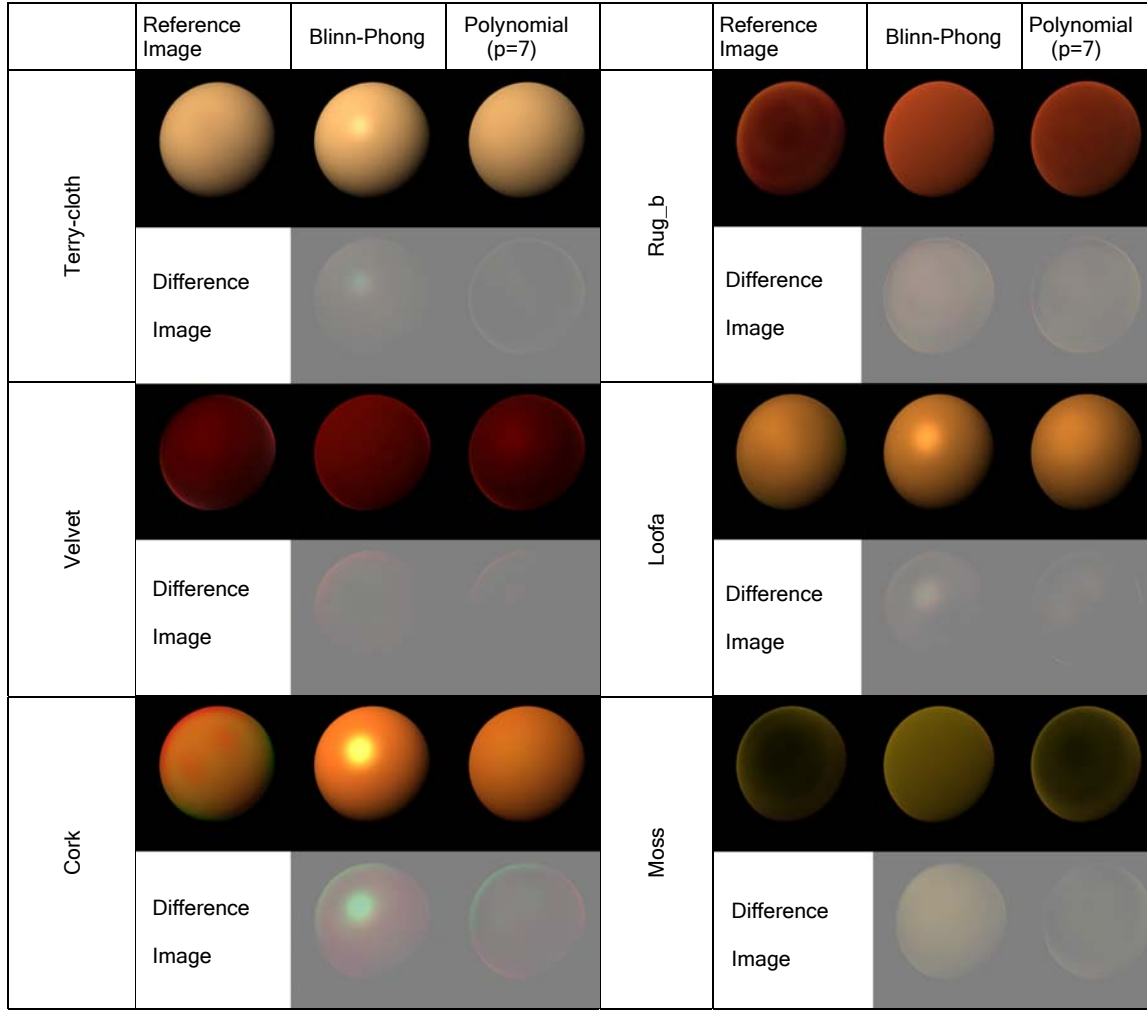 Reference
Image
Blinn-Phong
Polynomial
(p=7)
Reference
Image
Blinn-Phong
Polynomial
(p=7)
Terry-cloth
Difference
Image
Rug_b
Difference
Image
Velvet
Difference
Image
Loofa
Difference
Image
Cork
Difference
Image
Moss
Difference
Image